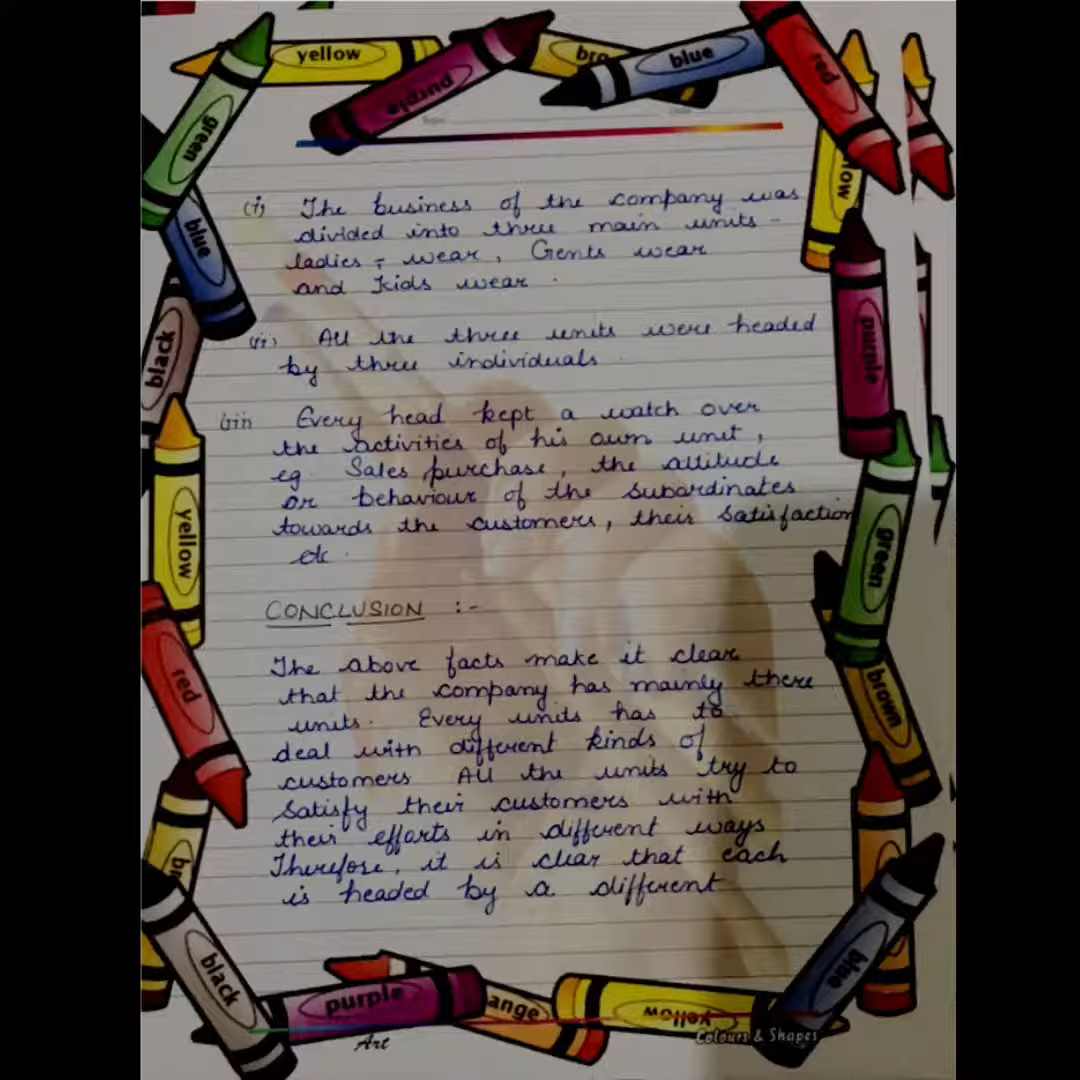 yellow
purple
bro
blue
red
green
low
blue
black
purple
yellow
green
red
brown
b
black
purple
ange
yellow
blue
(i) The business of the company was
divided into three main units -
ladies - wear, Gents wear
and Kids wear.
(ii) All the three units were headed
by three individuals.
(iii) Every head kept a watch over
the activities of his own unit,
eg. Sales, purchase, the attitude
or behaviour of the subordinates
towards the customers, their satisfaction
etc.
CONCLUSION :-
The above facts make it clear
that the company has mainly there
units. Every units has to
deal with different kinds of
customers All the units try to
satisfy their customers with
their efforts in different ways
Therefore, it is clear that each
is headed by a different
Art
Colours & Shapes